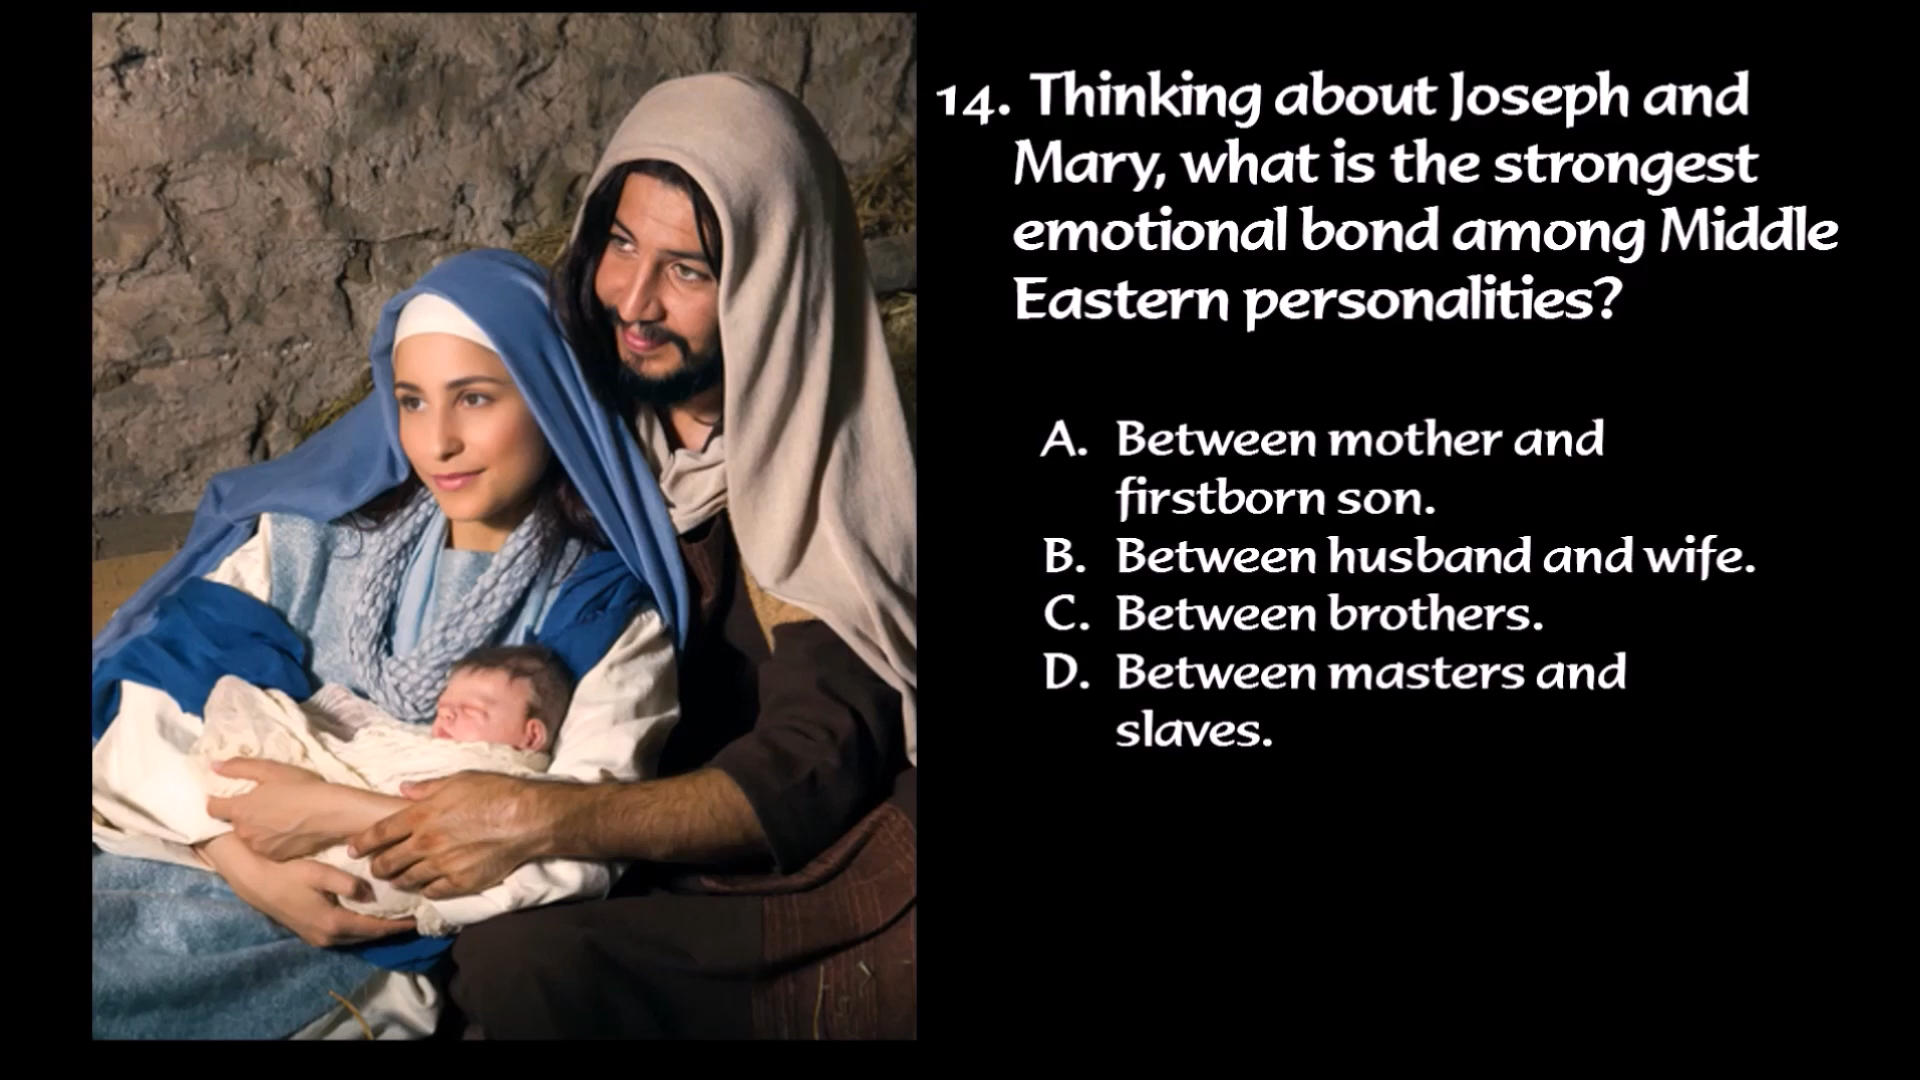 14. Thinking about Joseph and
Mary, what is the strongest
emotional bond among Middle
Eastern personalities?
A. Between mother and
firstborn son.
B. Between husband and wife.
C. Between brothers.
D. Between masters and
slaves.